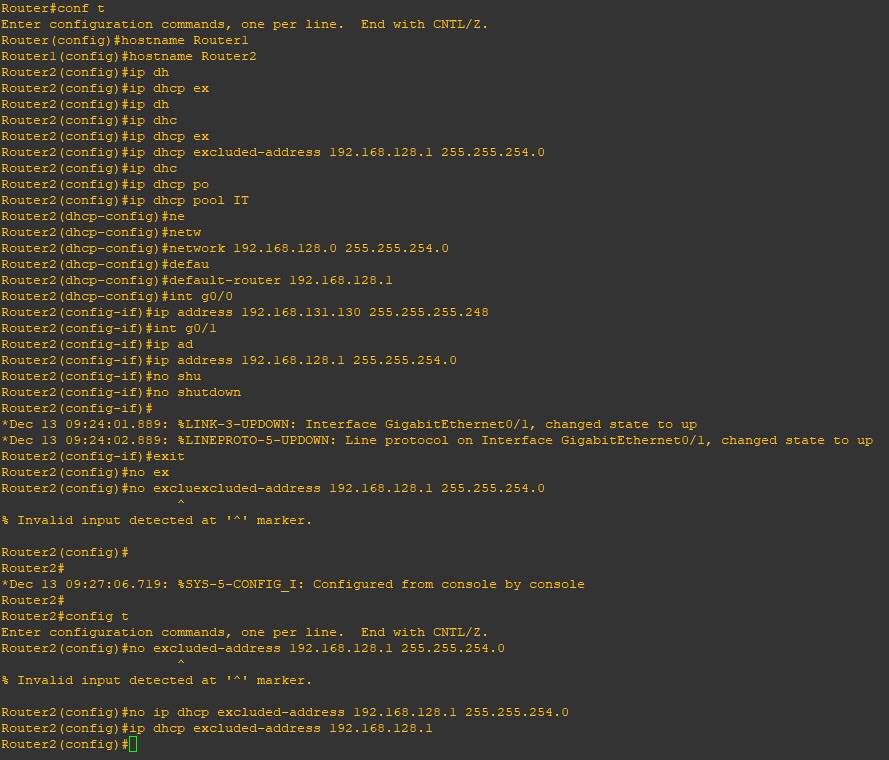 Router#conf t
Enter configuration commands, one per line.  End with CNTL/Z.
Router(config)#hostname Router1
Router1(config)#hostname Router2
Router2(config)#ip dh
Router2(config)#ip dhcp ex
Router2(config)#ip dh
Router2(config)#ip dhc
Router2(config)#ip dhcp ex
Router2(config)#ip dhcp excluded-address 192.168.128.1 255.255.254.0
Router2(config)#ip dhc
Router2(config)#ip dhcp po
Router2(config)#ip dhcp pool IT
Router2(dhcp-config)#ne
Router2(dhcp-config)#netw
Router2(dhcp-config)#network 192.168.128.0 255.255.254.0
Router2(dhcp-config)#defau
Router2(dhcp-config)#default-router 192.168.128.1
Router2(dhcp-config)#int g0/0
Router2(config-if)#ip address 192.168.131.130 255.255.255.248
Router2(config-if)#int g0/1
Router2(config-if)#ip ad
Router2(config-if)#ip address 192.168.128.1 255.255.254.0
Router2(config-if)#no shu
Router2(config-if)#no shutdown
Router2(config-if)#
*Dec 13 09:24:01.889: %LINK-3-UPDOWN: Interface GigabitEthernet0/1, changed state to up
*Dec 13 09:24:02.889: %LINEPROTO-5-UPDOWN: Line protocol on Interface GigabitEthernet0/1, changed state to up
Router2(config-if)#exit
Router2(config)#no ex
Router2(config)#no excluexcluded-address 192.168.128.1 255.255.254.0
^
% Invalid input detected at '^' marker.
Router2(config)#
Router2#
*Dec 13 09:27:06.719: %SYS-5-CONFIG_I: Configured from console by console
Router2#
Router2#config t
Enter configuration commands, one per line.  End with CNTL/Z.
Router2(config)#no excluded-address 192.168.128.1 255.255.254.0
^
% Invalid input detected at '^' marker.
Router2(config)#no ip dhcp excluded-address 192.168.128.1 255.255.254.0
Router2(config)#ip dhcp excluded-address 192.168.128.1
Router2(config)#